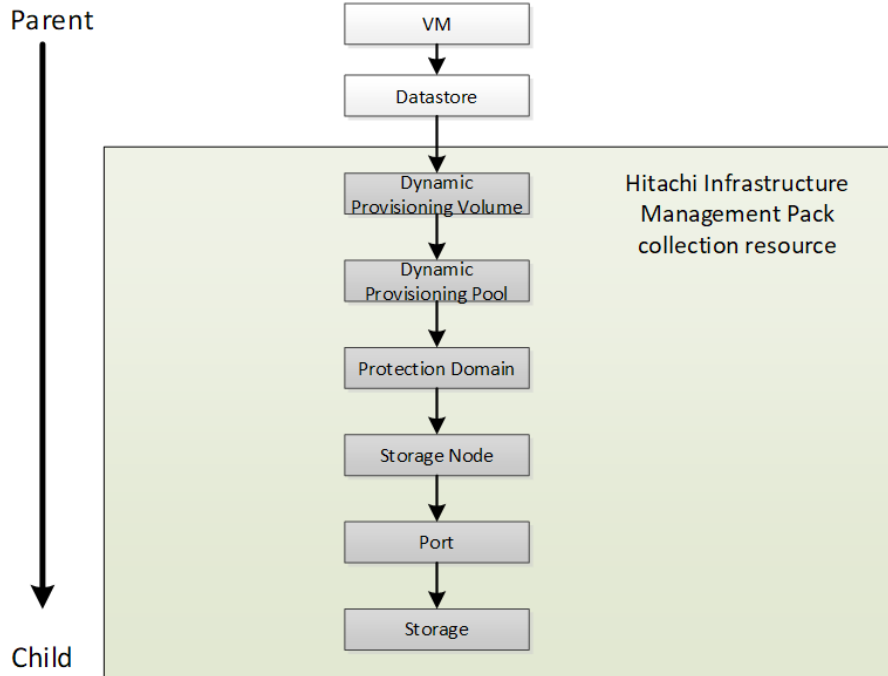 Parent
VM
Datastore
Dynamic
Provisioning Volume
Hitachi Infrastructure
Management Pack
collection resource
Dynamic
Provisioning Pool
Protection Domain
Storage Node
Port
Storage
Child